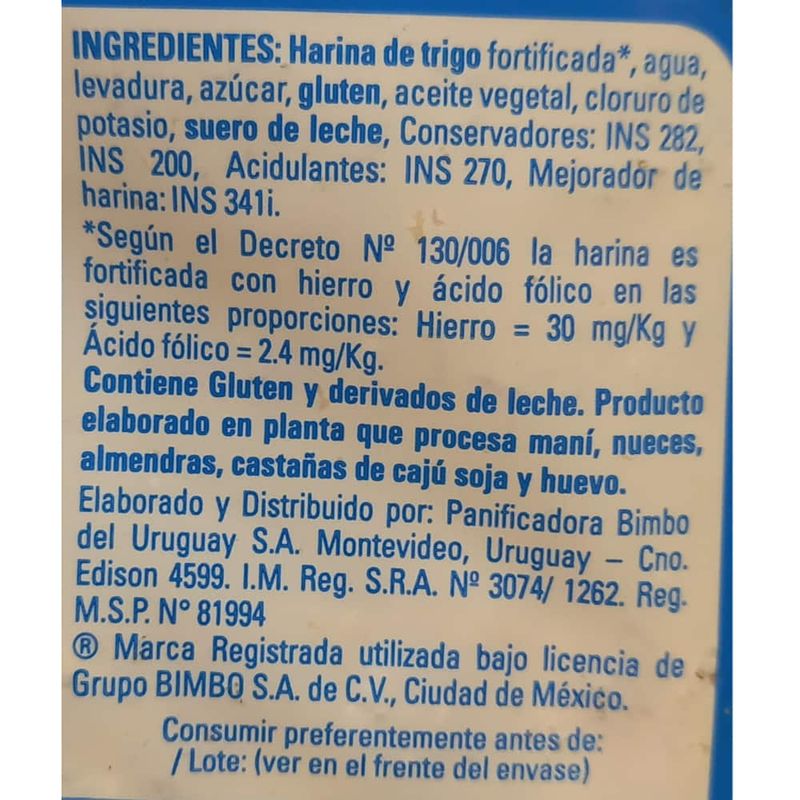 INGREDIENTES: Harina de trigo fortificada*, agua,
levadura, azúcar, gluten, aceite vegetal, cloruro de
potasio, suero de leche, Conservadores: INS 282,
INS 200, Acidulantes: INS 270, Mejorador de
harina: INS 341i.
*Según el Decreto Nº 130/006 la harina es
fortificada con hierro y ácido fólico en las
siguientes proporciones: Hierro = 30 mg/Kg y
Ácido fólico = 2.4 mg/Kg.
Contiene Gluten y derivados de leche. Producto
elaborado en planta que procesa maní, nueces,
almendras, castañas de cajú soja y huevo.
Elaborado y Distribuido por: Panificadora Bimbo
del Uruguay S.A. Montevideo, Uruguay – Cno.
Edison 4599. I.M. Reg. S.R.A. Nº 3074/ 1262. Reg.
M.S.P. N° 81994
® Marca Registrada utilizada bajo licencia de
Grupo BIMBO S.A. de C.V., Ciudad de México.
Consumir preferentemente antes de:
/ Lote: (ver en el frente del envase)